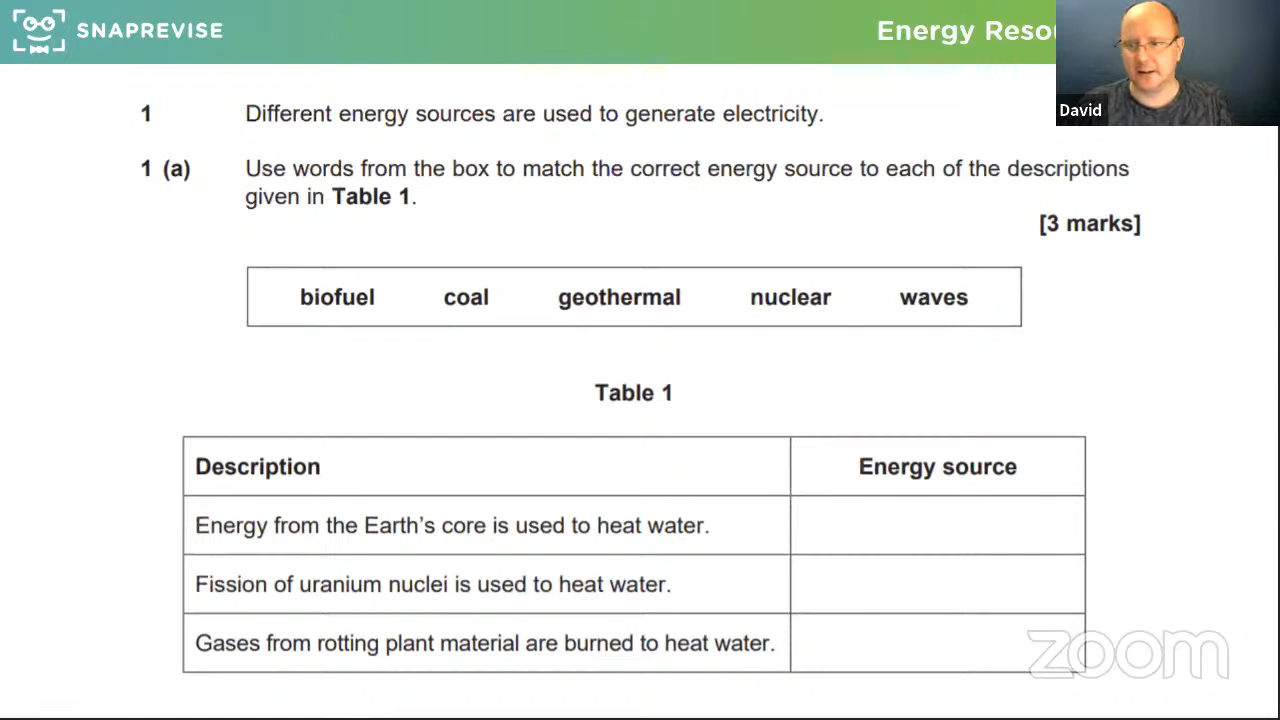 SNAPREVISE
Energy
David
1 Different energy sources are used to generate electricity.
1 (a) Use words from the box to match the correct energy source to each of the descriptions
given in Table 1.
[3 marks]
biofuel coal geothermal nuclear waves
Table 1
Description Energy source
Energy from the Earth’s core is used to heat water.
Fission of uranium nuclei is used to heat water.
Gases from rotting plant material are burned to heat water.
zoom